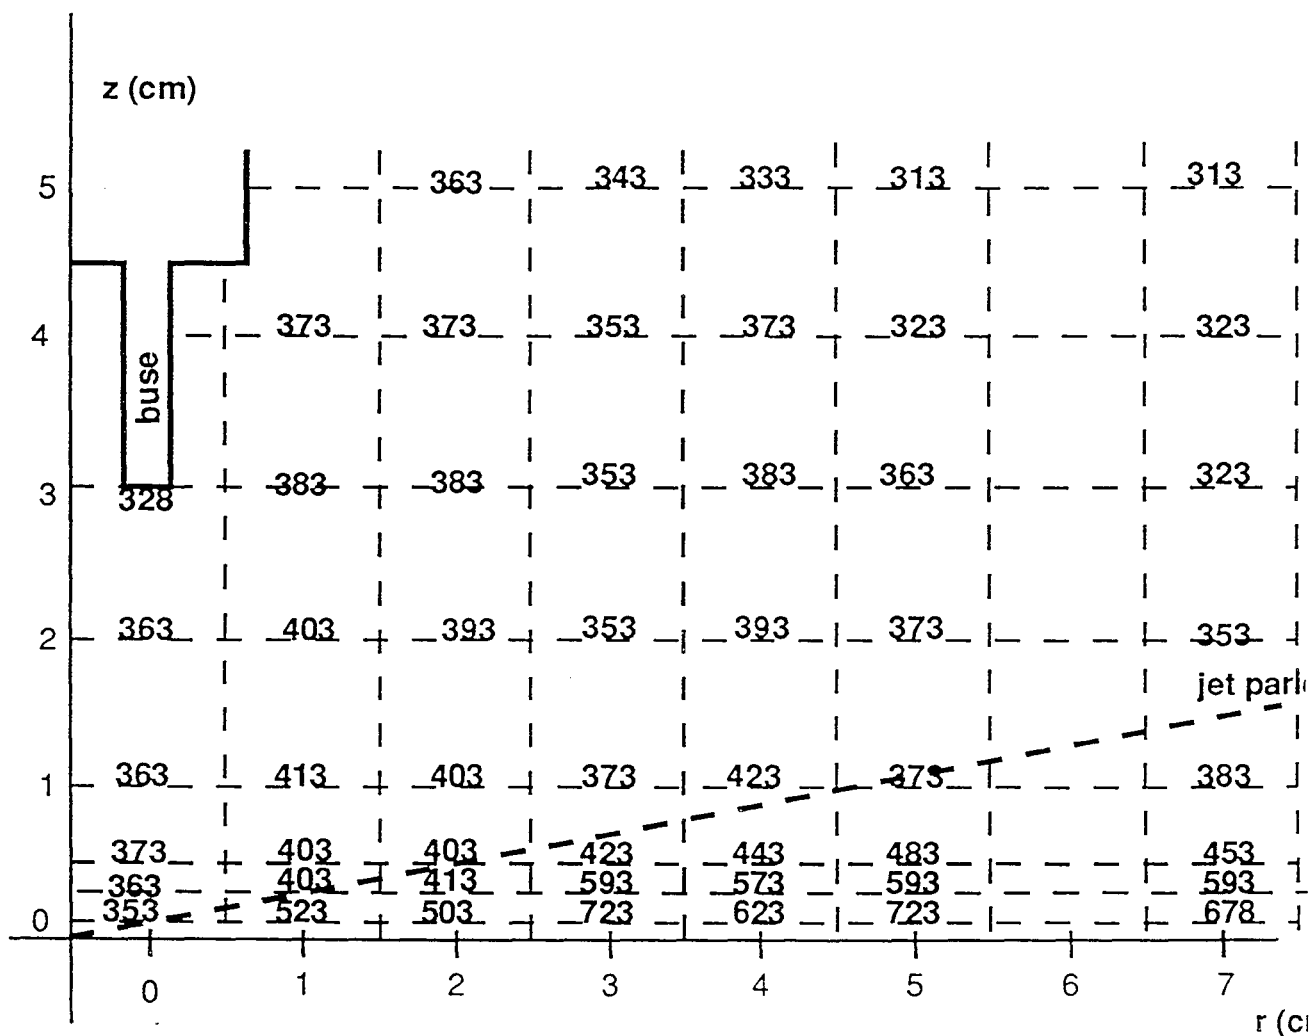 z (cm)
5 363 343 333 313 313
4 373 373 353 373 323 323
buse
3 328 383 383 353 383 363 323
2 363 403 393 353 393 373 353
jet
1 363 413 403 373 423 373 383
373 403 403 423 443 483 453
363 403 413 593 573 593 593
0 353 523 503 723 623 723 678
0 1 2 3 4 5 6 7
r